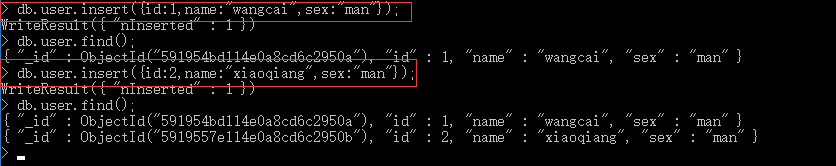 > db.user.insert({id:1,name:"wangcai",sex:"man"});
WriteResult({ "nInserted" : 1 })
> db.user.find();
{ "_id" : ObjectId("591954bd114e0a8cd6c2950a"), "id" : 1, "name" : "wangcai", "sex" : "man" }
> db.user.insert({id:2,name:"xiaoqiang",sex:"man"});
WriteResult({ "nInserted" : 1 })
> db.user.find();
{ "_id" : ObjectId("591954bd114e0a8cd6c2950a"), "id" : 1, "name" : "wangcai", "sex" : "man" }
{ "_id" : ObjectId("5919557e114e0a8cd6c2950b"), "id" : 2, "name" : "xiaoqiang", "sex" : "man" }
>